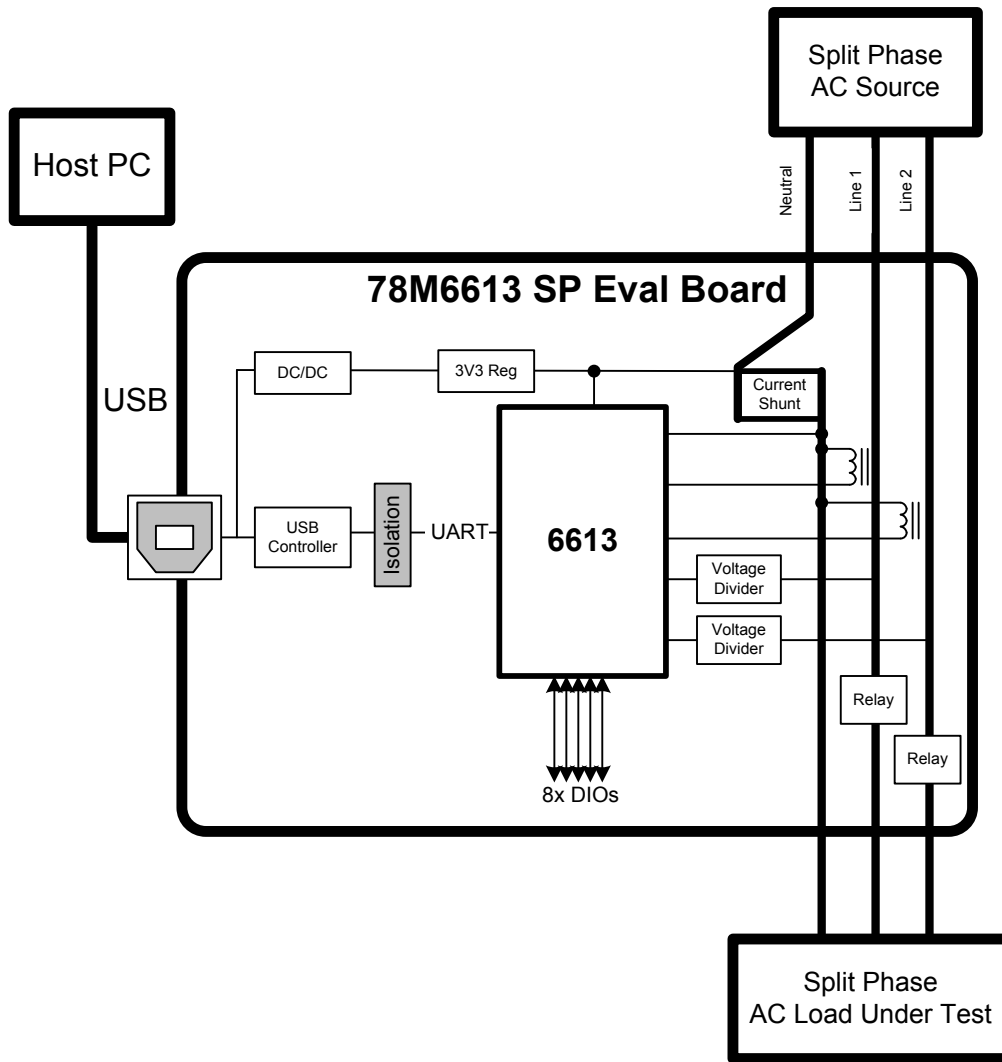 Split Phase
AC Source
Host PC
Neutral
Line 1
Line 2
78M6613 SP Eval Board
USB
DC/DC
3V3 Reg
Current
Shunt
USB
Controller
Isolation
UART
6613
Voltage
Divider
Voltage
Divider
Relay
Relay
8x DIOs
Split Phase
AC Load Under Test